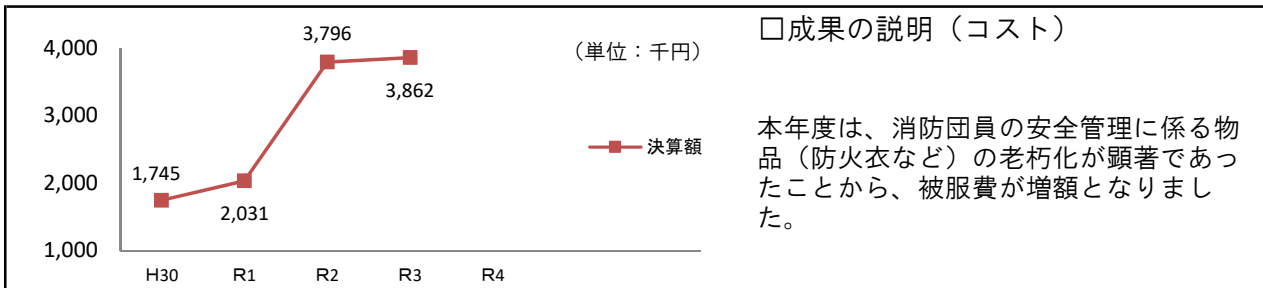 4,000
3,000
2,000
1,000
1,745
2,031
3,796
3,862
H30
R1
R2
R3
R4
（単位：千円）
決算額
□成果の説明（コスト）
本年度は、消防団員の安全管理に係る物
品（防火衣など）の老朽化が顕著であっ
たことから、被服費が増額となりまし
た。